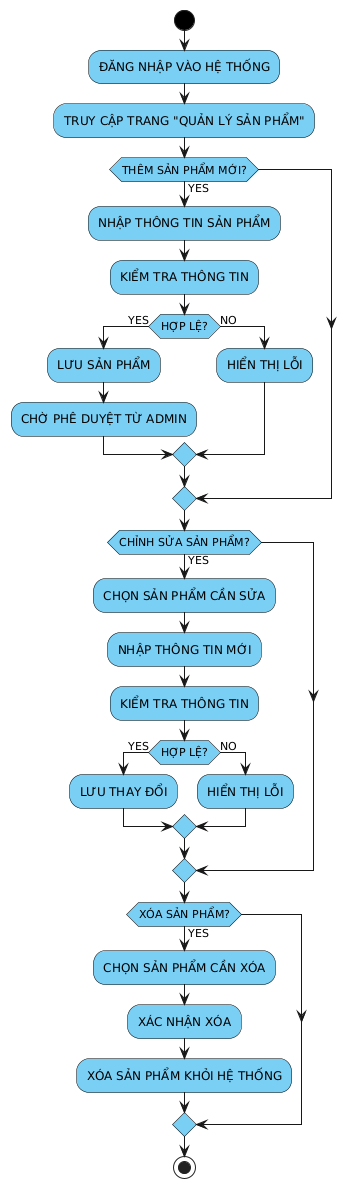 ĐĂNG NHẬP VÀO HỆ THỐNG
TRUY CẬP TRANG "QUẢN LÝ SẢN PHẨM"
THÊM SẢN PHẨM MỚI?
YES
NHẬP THÔNG TIN SẢN PHẨM
KIỂM TRA THÔNG TIN
YES
HỢP LỆ?
NO
LƯU SẢN PHẨM
HIỂN THỊ LỖI
CHỜ PHÊ DUYỆT TỪ ADMIN
CHỈNH SỬA SẢN PHẨM?
YES
CHỌN SẢN PHẨM CẦN SỬA
NHẬP THÔNG TIN MỚI
KIỂM TRA THÔNG TIN
YES
HỢP LỆ?
NO
LƯU THAY ĐỔI
HIỂN THỊ LỖI
XÓA SẢN PHẨM?
YES
CHỌN SẢN PHẨM CẦN XÓA
XÁC NHẬN XÓA
XÓA SẢN PHẨM KHỎI HỆ THỐNG